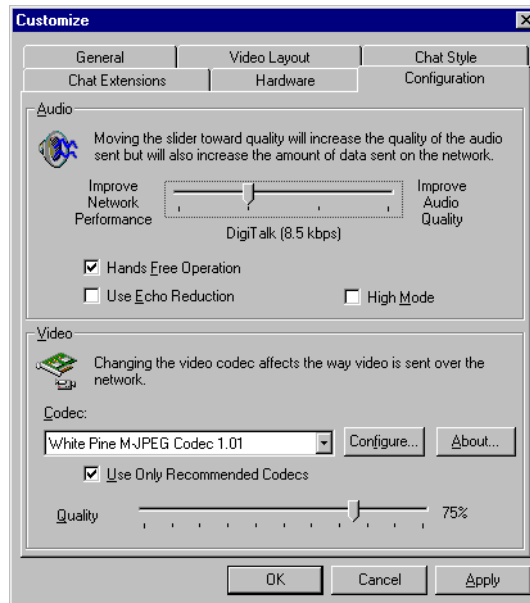 Customize
General
Video Layout
Chat Style
Chat Extensions
Hardware
Configuration
Audio
Moving the slider toward quality will increase the quality of the audio
sent but will also increase the amount of data sent on the network.
Improve
Network
Performance
Improve
Audio
Quality
DigiTalk (8.5 kbps)
Hands Free Operation
Use Echo Reduction
High Mode
Video
Changing the video codec affects the way video is sent over the
network.
Codec:
White Pine M-JPEG Codec 1.01
Configure...
About...
Use Only Recommended Codecs
Quality
75%
OK
Cancel
Apply